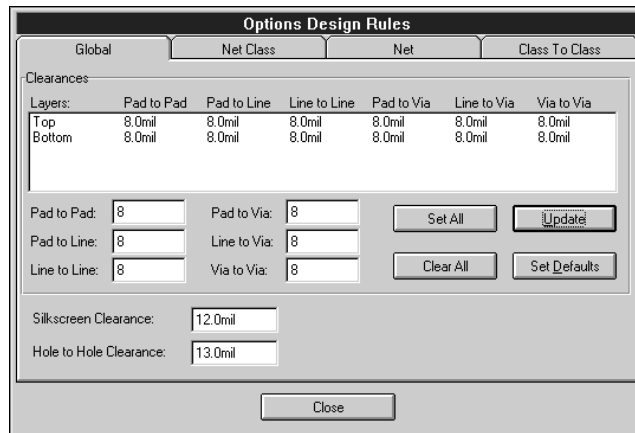 Options Design Rules
Global Net Class Net Class To Class
Clearances
Layers: Pad to Pad Pad to Line Line to Line Pad to Via Line to Via Via to Via
Top 8.0mil 8.0mil 8.0mil 8.0mil 8.0mil 8.0mil
Bottom 8.0mil 8.0mil 8.0mil 8.0mil 8.0mil 8.0mil
Pad to Pad: 8 Pad to Via: 8 Set All Update
Pad to Line: 8 Line to Via: 8
Line to Line: 8 Via to Via: 8 Clear All Set Defaults
Silkscreen Clearance: 12.0mil
Hole to Hole Clearance: 13.0mil
Close